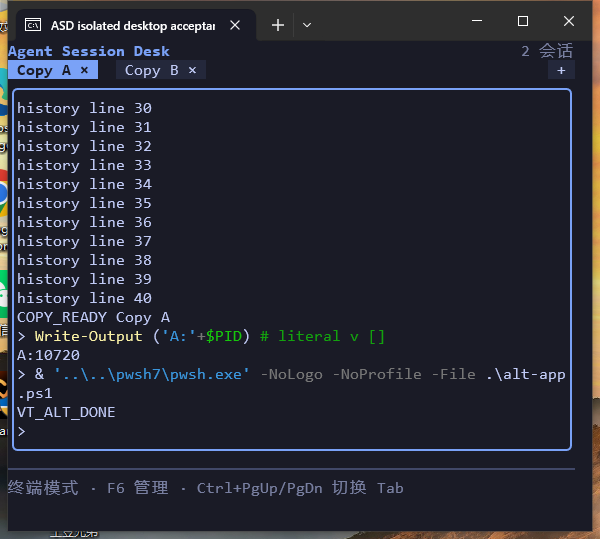 ASD isolated desktop acceptar
Agent Session Desk 2 会话
Copy A × Copy B × +
history line 30
history line 31
history line 32
history line 33
history line 34
history line 35
history line 36
history line 37
history line 38
history line 39
history line 40
COPY_READY Copy A
> Write-Output ('A:'+$PID) # literal v []
A:10720
> & '..\..\pwsh7\pwsh.exe' -NoLogo -NoProfile -File .\alt-app
.ps1
VT_ALT_DONE
>
终端模式 · F6 管理 · Ctrl+PgUp/PgDn 切换 Tab